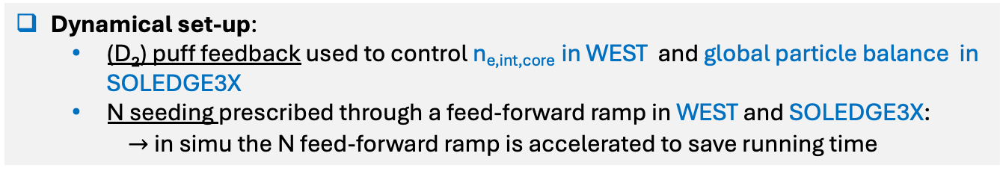 ❑ Dynamical set-up:
• (D₂) puff feedback used to control nₑ,ᵢₙₜ,cₒᵣₑ in WEST and global particle balance in
SOLEDGE3X
• N seeding prescribed through a feed-forward ramp in WEST and SOLEDGE3X:
→ in simu the N feed-forward ramp is accelerated to save running time